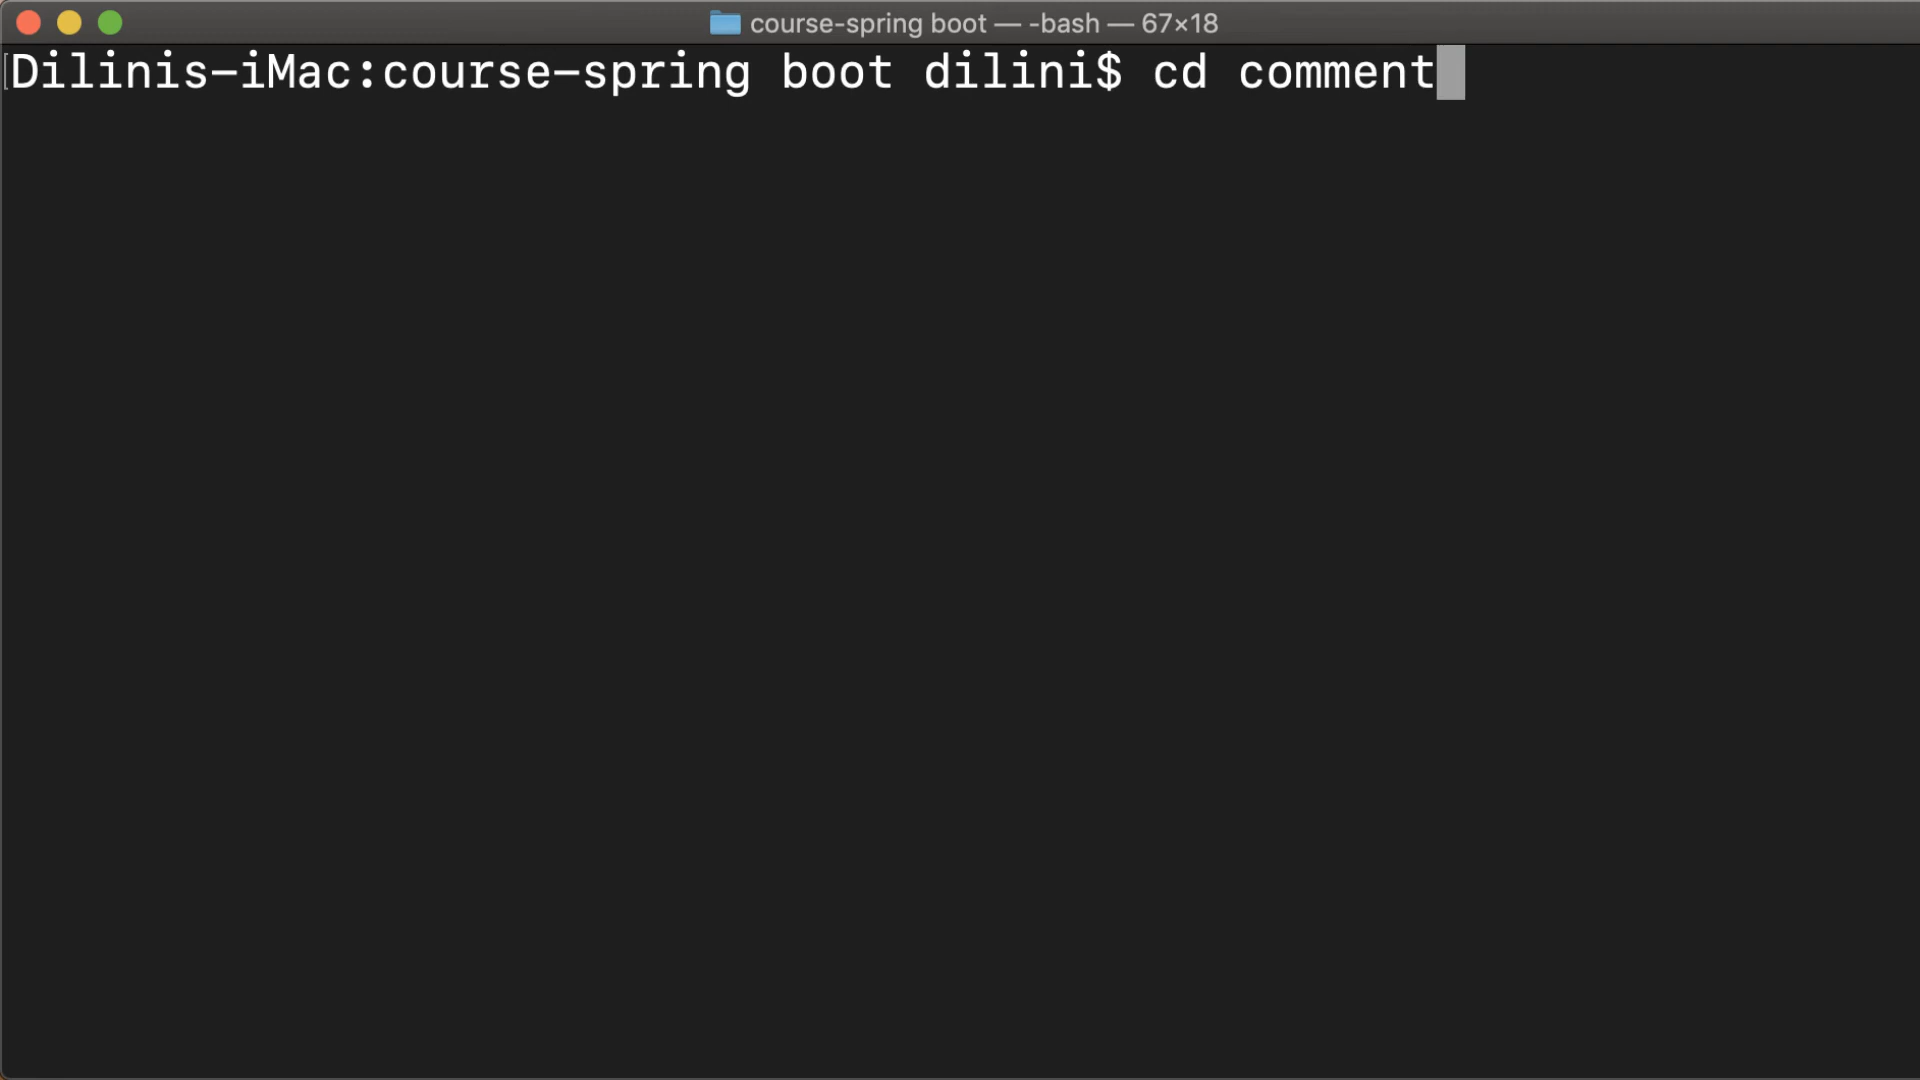 course-spring boot — -bash — 67×18
Dilinis-iMac:course-spring boot dilini$ cd comment